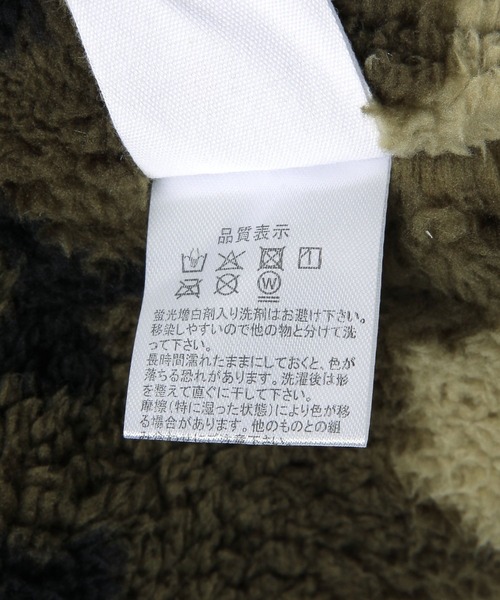 品質表示
W
蛍光増白剤入り洗剤はお避け下さい。
移染しやすいので他の物と分けて洗
って下さい。
長時間濡れたままにしておくと、色が
落ちる恐れがあります。洗濯後は形
を整えて直ぐに干して下さい。
摩擦(特に湿った状態)により色が移
る場合があります。他のものとの組